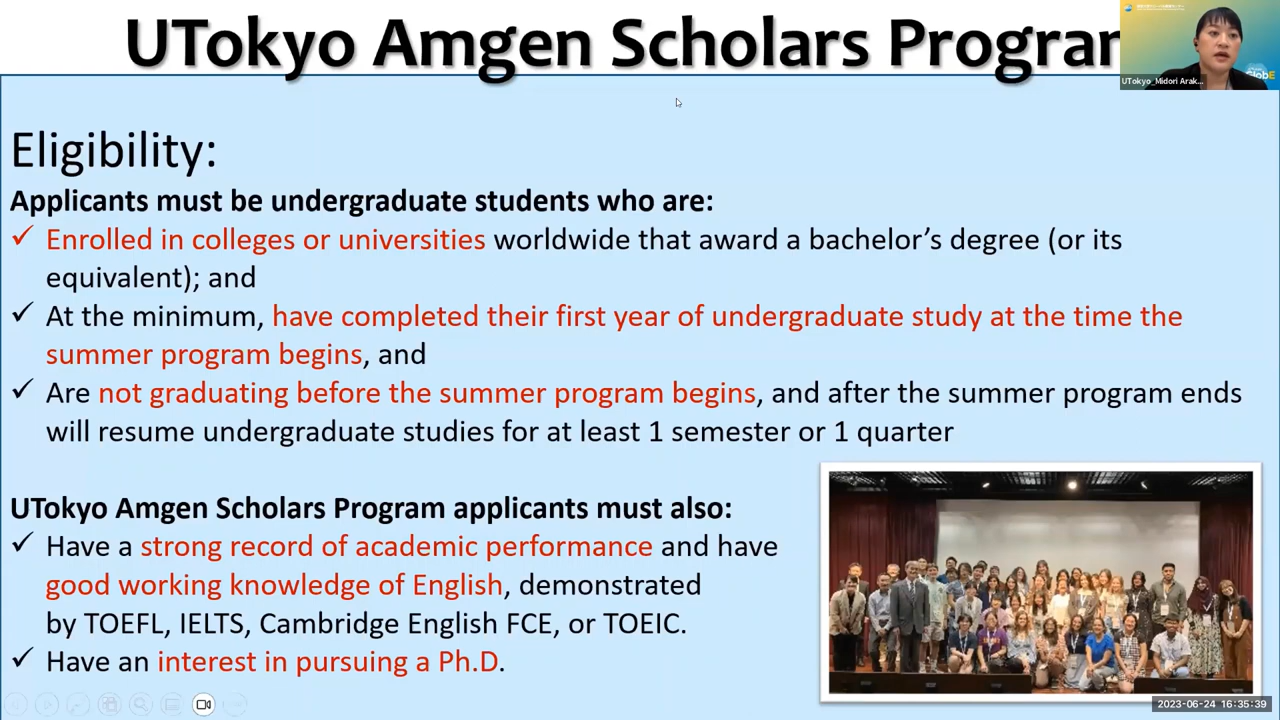 UTokyo Amgen Scholars Progra
UTokyo_Midori Arak...
Eligibility:
Applicants must be undergraduate students who are:
✓ Enrolled in colleges or universities worldwide that award a bachelor’s degree (or its
equivalent); and
✓ At the minimum, have completed their first year of undergraduate study at the time the
summer program begins, and
✓ Are not graduating before the summer program begins, and after the summer program ends
will resume undergraduate studies for at least 1 semester or 1 quarter
UTokyo Amgen Scholars Program applicants must also:
✓ Have a strong record of academic performance and have
good working knowledge of English, demonstrated
by TOEFL, IELTS, Cambridge English FCE, or TOEIC.
✓ Have an interest in pursuing a Ph.D.
2023-06-24 16:35:39